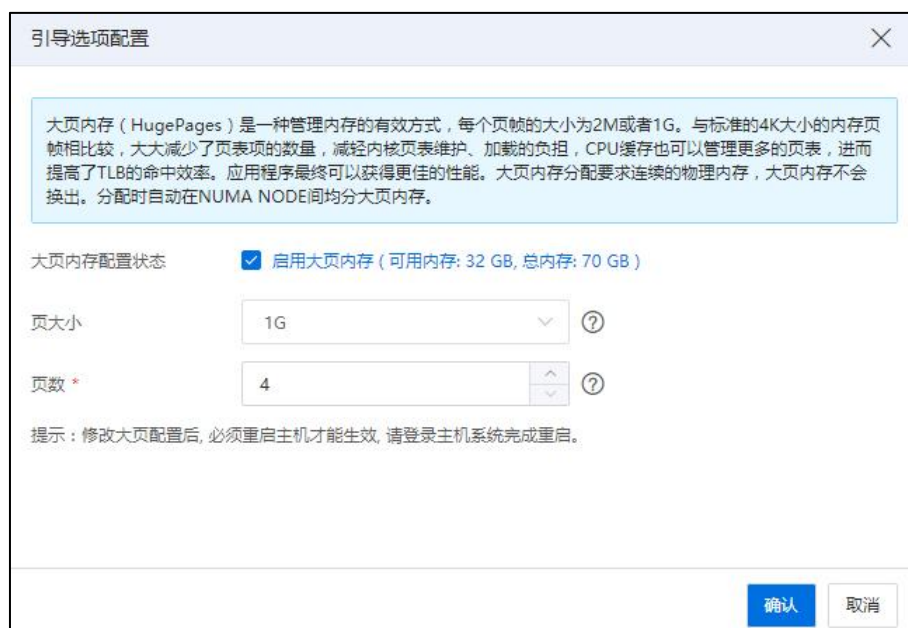 引导选项配置
大页内存（HugePages）是一种管理内存的有效方式，每个页帧的大小为2M或者1G。与标准的4K大小的内存页
帧相比较，大大减少了页表项的数量，减轻内核页表维护、加载的负担，CPU缓存也可以管理更多的页表，进而
提高了TLB的命中效率。应用程序最终可以获得更佳的性能。大页内存分配要求连续的物理内存，大页内存不会
换出。分配时自动在NUMA NODE间均分大页内存。
大页内存配置状态 启用大页内存 ( 可用内存: 32 GB, 总内存: 70 GB )
页大小 1G
页数 * 4
提示：修改大页配置后, 必须重启主机才能生效, 请登录主机系统完成重启。
确认 取消